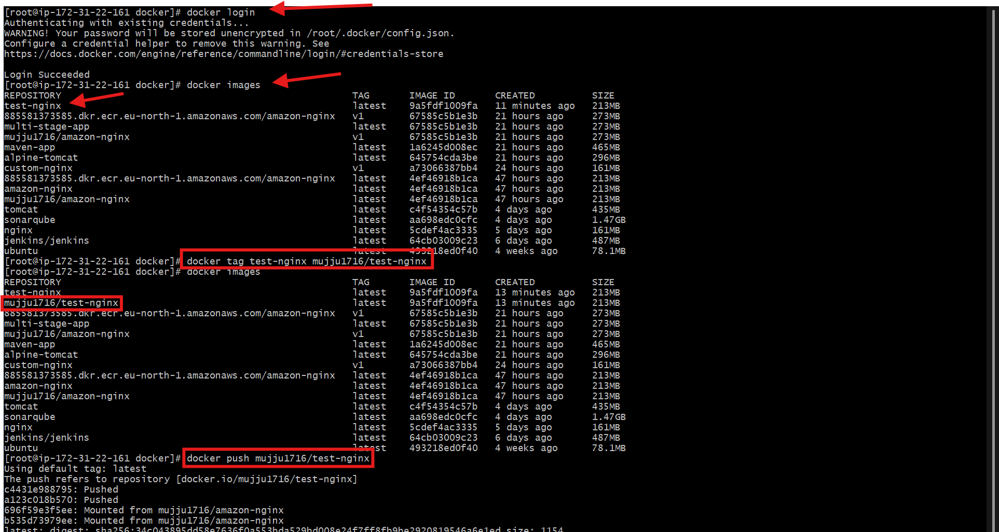 [root@ip-172-31-22-161 docker]# docker login
Authenticating with existing credentials...
WARNING! Your password will be stored unencrypted in /root/.docker/config.json.
Configure a credential helper to remove this warning. See
https://docs.docker.com/engine/reference/commandline/login/#credentials-store
Login Succeeded
[root@ip-172-31-22-161 docker]# docker images
REPOSITORY TAG IMAGE ID CREATED SIZE
test-nginx latest 9a5fdf1009fa 11 minutes ago 213MB
885581373585.dkr.ecr.eu-north-1.amazonaws.com/amazon-nginx v1 67585c5b1e3b 21 hours ago 273MB
multi-stage-app latest 67585c5b1e3b 21 hours ago 273MB
mujju1716/amazon-nginx v1 67585c5b1e3b 21 hours ago 273MB
maven-app latest 1a6245d008ec 21 hours ago 465MB
alpine-tomcat latest 645754cda3be 21 hours ago 296MB
custom-nginx v1 a73066387bb4 24 hours ago 161MB
885581373585.dkr.ecr.eu-north-1.amazonaws.com/amazon-nginx latest 4ef46918b1ca 47 hours ago 213MB
amazon-nginx latest 4ef46918b1ca 47 hours ago 213MB
mujju1716/amazon-nginx latest 4ef46918b1ca 47 hours ago 213MB
tomcat latest c4f54354c57b 4 days ago 435MB
sonarqube latest aa698edc0cfc 4 days ago 1.47GB
nginx latest 5cdef4ac3335 5 days ago 161MB
jenkins/jenkins latest 64cb03009c23 6 days ago 487MB
ubuntu latest 493218ed0f40 4 weeks ago 78.1MB
[root@ip-172-31-22-161 docker]# docker tag test-nginx mujju1716/test-nginx
[root@ip-172-31-22-161 docker]# docker images
REPOSITORY TAG IMAGE ID CREATED SIZE
test-nginx latest 9a5fdf1009fa 13 minutes ago 213MB
mujju1716/test-nginx latest 9a5fdf1009fa 13 minutes ago 213MB
885581373585.dkr.ecr.eu-north-1.amazonaws.com/amazon-nginx v1 67585c5b1e3b 21 hours ago 273MB
multi-stage-app latest 67585c5b1e3b 21 hours ago 273MB
mujju1716/amazon-nginx v1 67585c5b1e3b 21 hours ago 273MB
maven-app latest 1a6245d008ec 21 hours ago 465MB
alpine-tomcat latest 645754cda3be 21 hours ago 296MB
custom-nginx v1 a73066387bb4 24 hours ago 161MB
885581373585.dkr.ecr.eu-north-1.amazonaws.com/amazon-nginx latest 4ef46918b1ca 47 hours ago 213MB
amazon-nginx latest 4ef46918b1ca 47 hours ago 213MB
mujju1716/amazon-nginx latest 4ef46918b1ca 47 hours ago 213MB
tomcat latest c4f54354c57b 4 days ago 435MB
sonarqube latest aa698edc0cfc 4 days ago 1.47GB
nginx latest 5cdef4ac3335 5 days ago 161MB
jenkins/jenkins latest 64cb03009c23 6 days ago 487MB
ubuntu latest 493218ed0f40 4 weeks ago 78.1MB
[root@ip-172-31-22-161 docker]# docker push mujju1716/test-nginx
Using default tag: latest
The push refers to repository [docker.io/mujju1716/test-nginx]
c4431e988795: Pushed
a123c018b570: Pushed
696f59e3f5ee: Mounted from mujju1716/amazon-nginx
b535d73979ee: Mounted from mujju1716/amazon-nginx
latest: digest: size: 1154